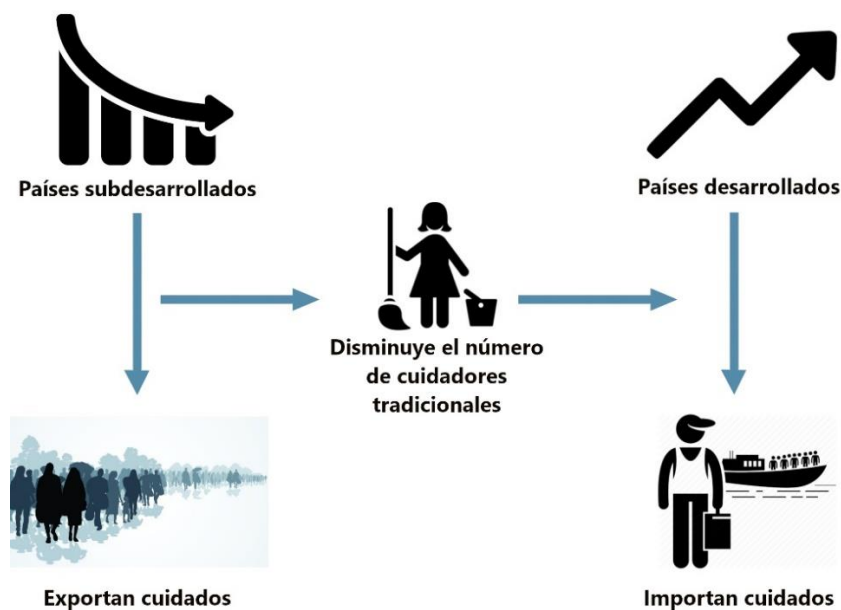 Países subdesarrollados
Países desarrollados
Disminuye el número
de cuidadores
tradicionales
Exportan cuidados
Importan cuidados